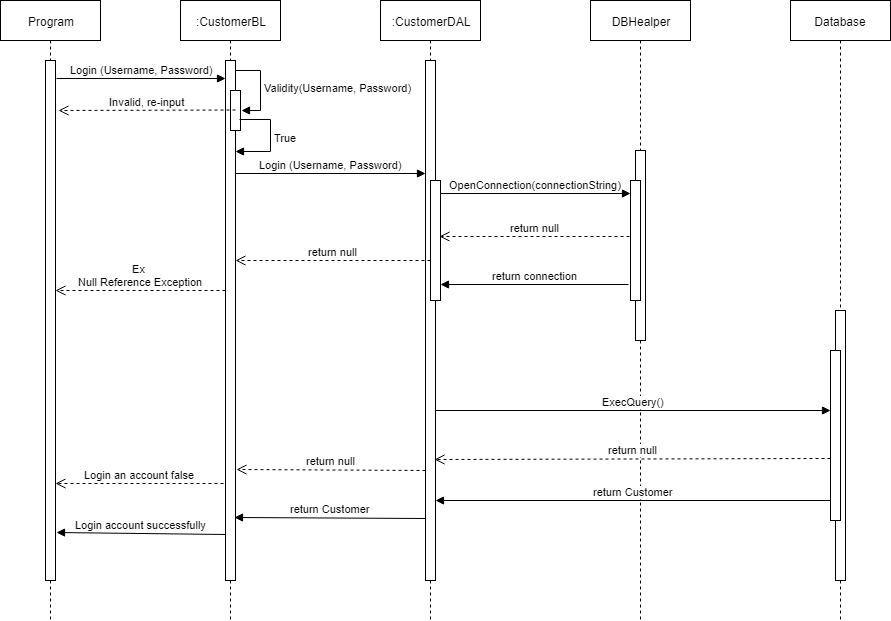 Program
:CustomerBL
:CustomerDAL
DBHealper
Database
Login (Username, Password)
Validity(Username, Password)
Invalid, re-input
True
Login (Username, Password)
OpenConnection(connectionString)
return null
return null
Ex
Null Reference Exception
return connection
ExecQuery()
return null
return null
Login an account false
return Customer
return Customer
Login account successfully